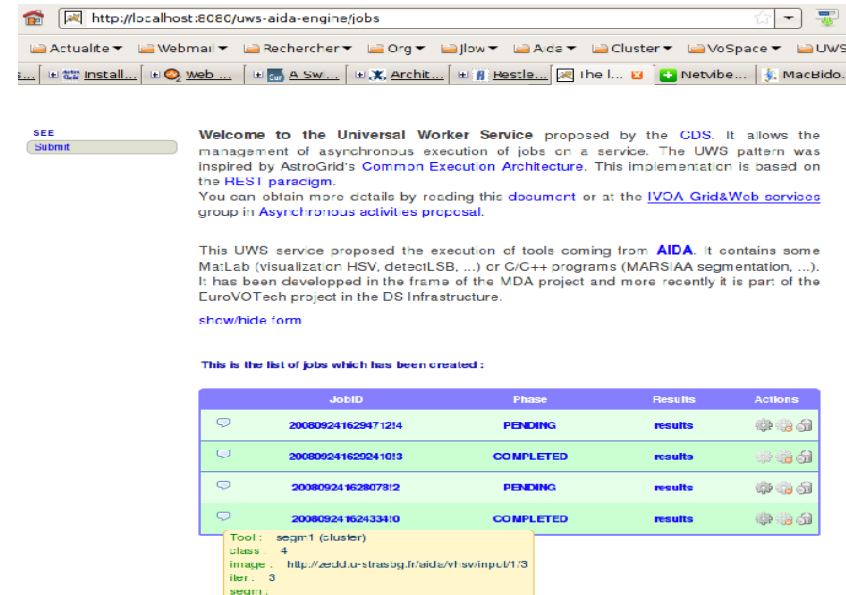 http://localhost:8080/uws-aida-engine/jobs
Actualite Webmail Rechercher Org Jlow Aida Cluster VoSpace UWS
s... Install... Web ... A Swi... Archit... Hestle... The l... Netvibe... MacBido.
SEE
Submit
Welcome to the Universal Worker Service proposed by the CDS. It allows the
management of asynchronous execution of jobs on a service. The UWS pattern was
inspired by AstroGrid's Common Execution Architecture. This implementation is based on
the REST paradigm.
You can obtain more details by reading this document or at the IVOA Grid&Web services
group in Asynchronous activities proposal.
This UWS service proposed the execution of tools coming from AIDA. It contains some
MatLab (visualization HSV, detectLSB, ...) or C/C++ programs (MARSIAA segmentation, ...).
It has been developped in the frame of the MDA project and more recently it is part of the
EuroVOTech project in the DS Infrastructure.
show/hide form
This is the list of jobs which has been created :
JobID Phase Results Actions
200809241629471214 PENDING results
20080924162924103 COMPLETED results
200809241628078!2 PENDING results
2008092416243340 COMPLETED results
Tool : segm1 (cluster)
class : 4
image : http://zedd.u-strasbg.fr/aida/vhsv/input/1/3
iter : 3
segm :